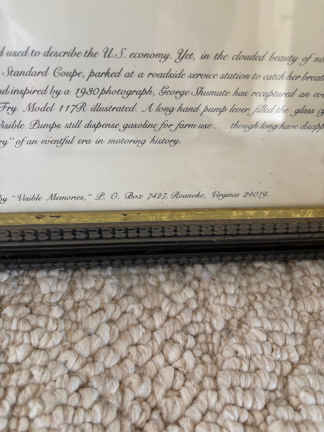 used to describe the U.S. economy. Yet, in the clouded beauty of
Standard Coupe, parked at a roadside service station to catch her breath
inspired by a 1930 photograph, George Shumate has recaptured an
Fry Model 117R illustrated. A long hand pump lever filled the glass
Visible Pumps still dispense gasoline for farm use . . . though long have
of an eventful era in motoring history.
by "Visible Memories," P. O. Box 7427, Roanoke, Virginia 24019.